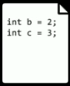 int b = 2;
int c = 3;